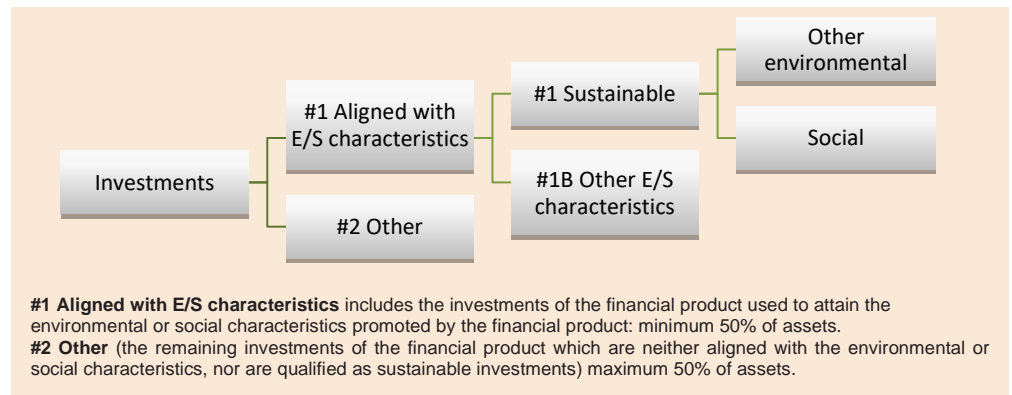 Investments
#1 Aligned with
E/S characteristics
#2 Other
#1 Sustainable
#1B Other E/S
characteristics
Other
environmental
Social
#1 Aligned with E/S characteristics includes the investments of the financial product used to attain the
environmental or social characteristics promoted by the financial product: minimum 50% of assets.
#2 Other (the remaining investments of the financial product which are neither aligned with the environmental or
social characteristics, nor are qualified as sustainable investments) maximum 50% of assets.